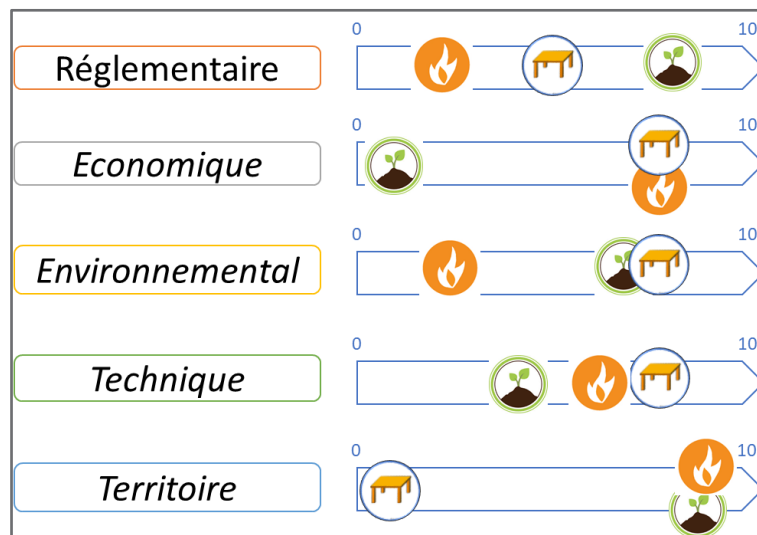 0 10
Réglementaire
0 10
Economique
0 10
Environnemental
0 10
Technique
0 10
Territoire